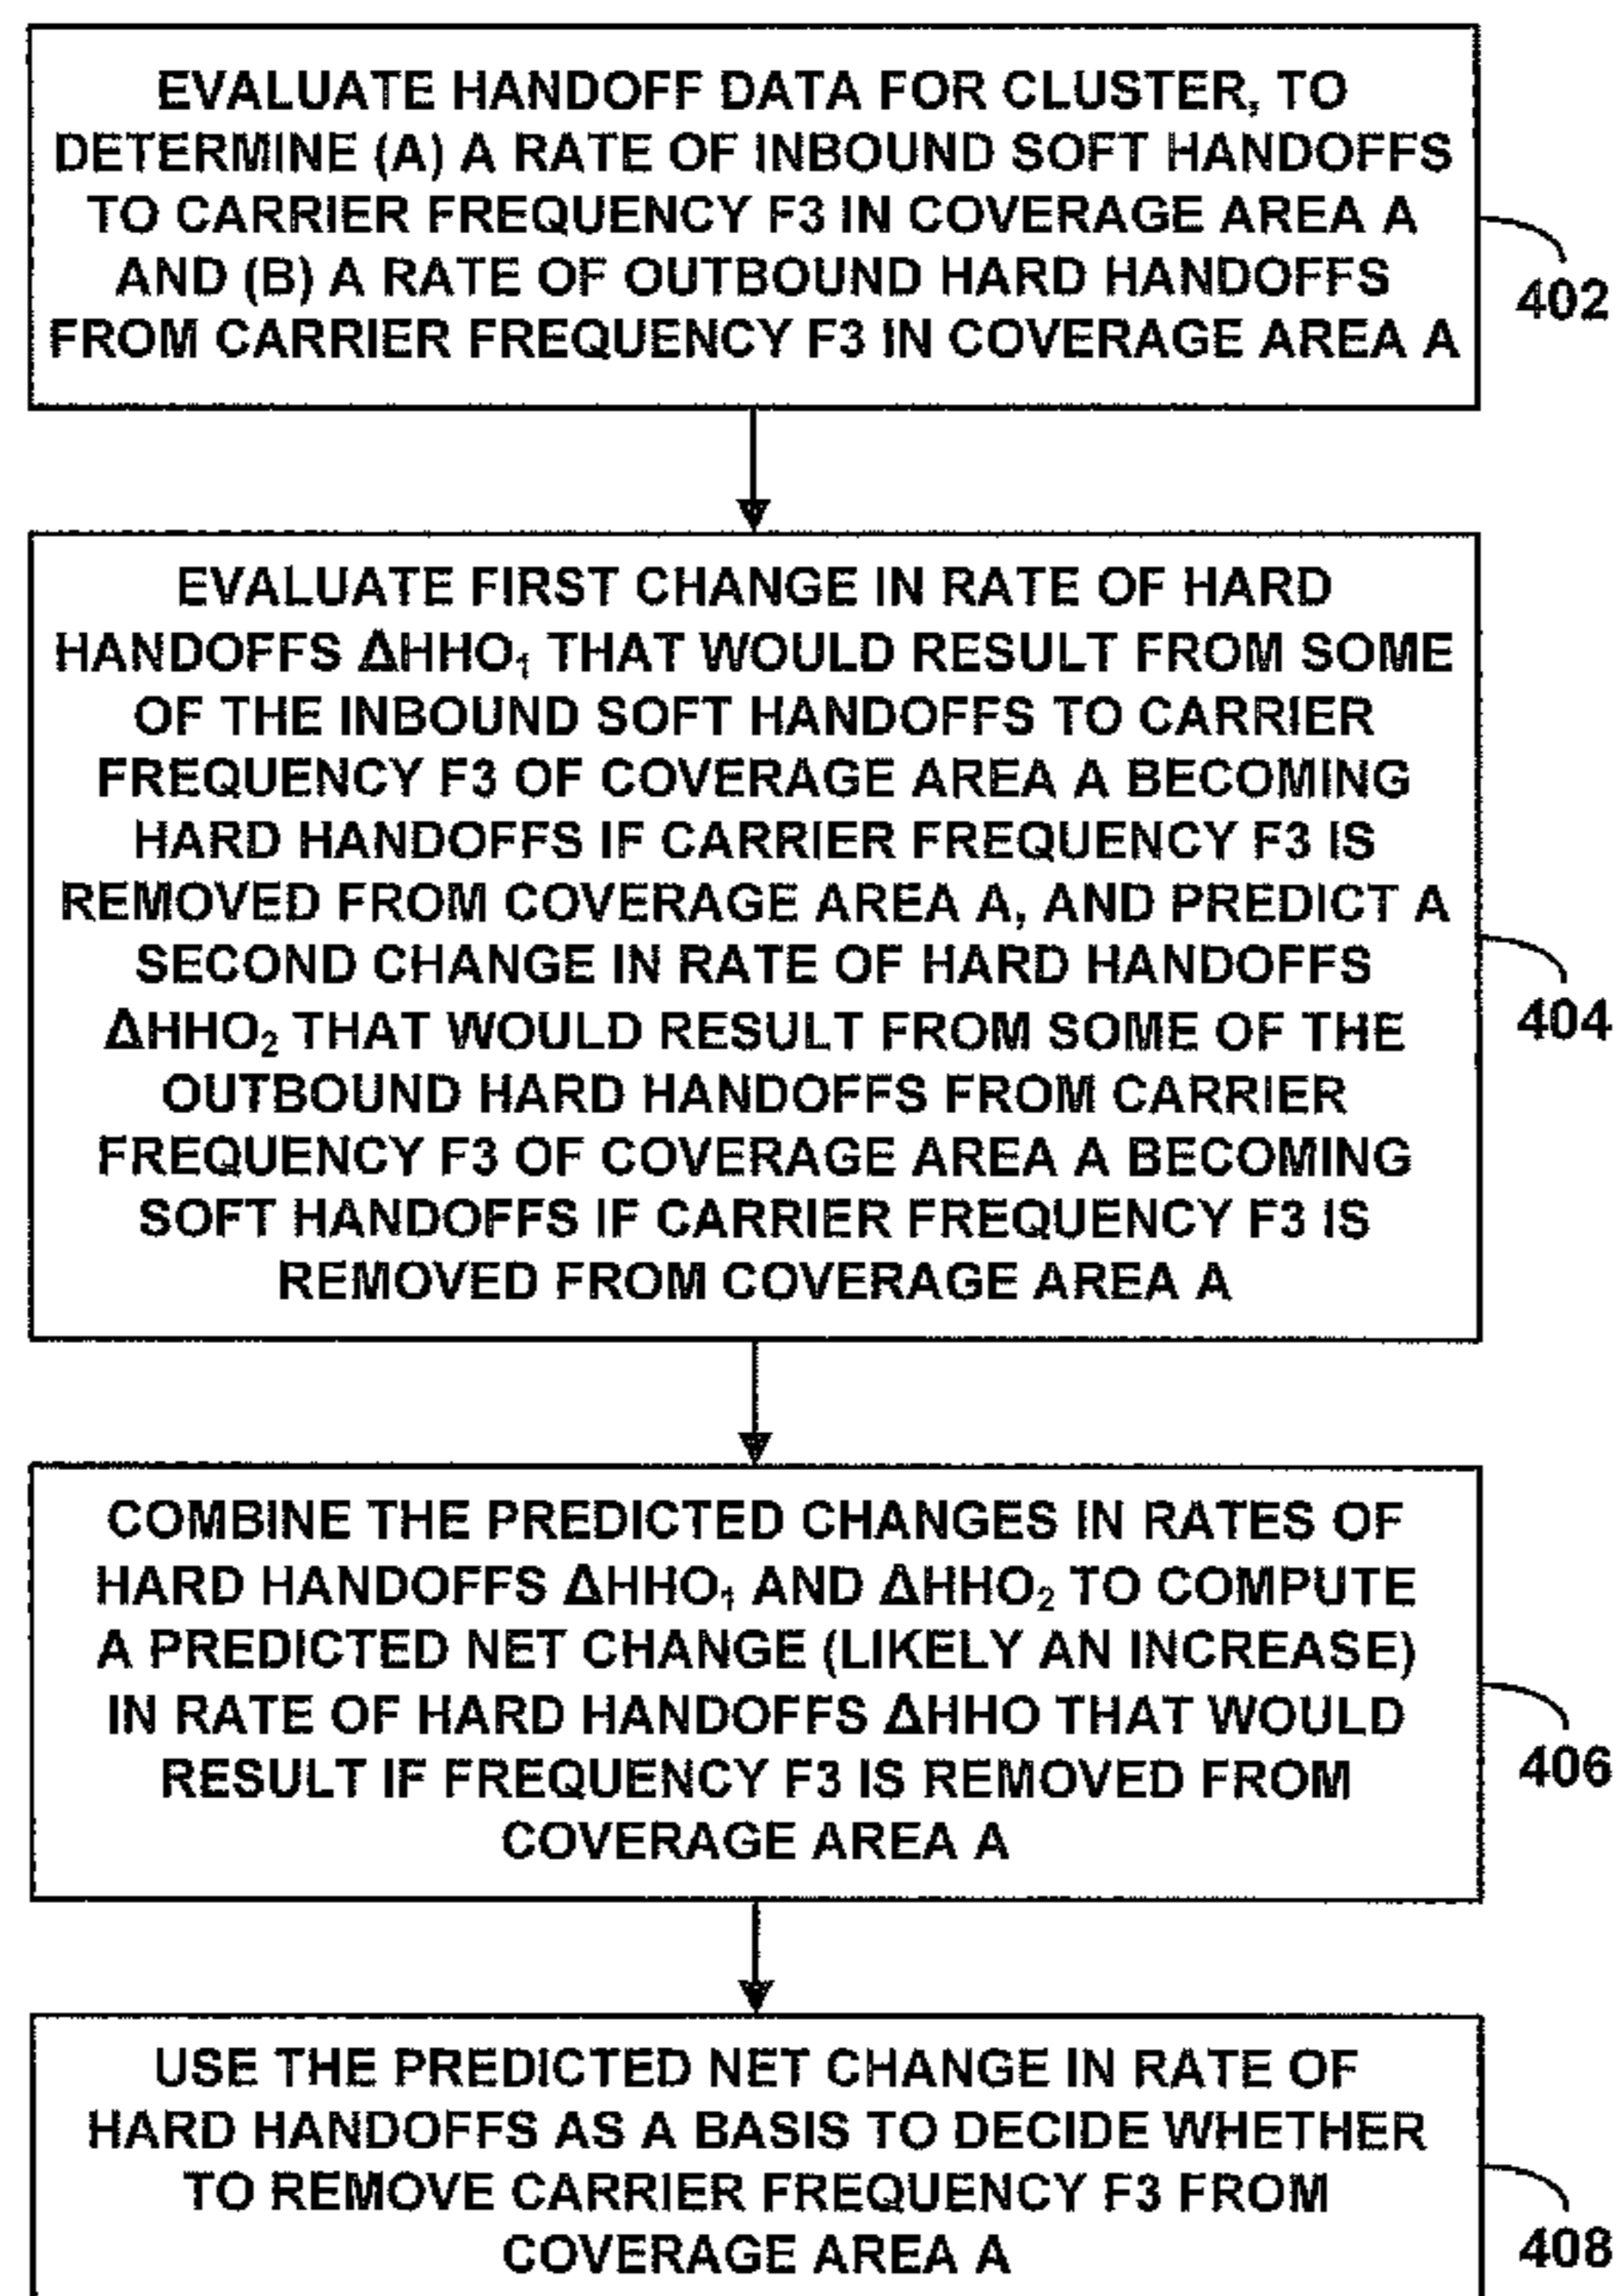 EVALUATE HANDOFF DATA FOR CLUSTER, TO
DETERMINE (A) A RATE OF INBOUND SOFT HANDOFFS
TO CARRIER FREQUENCY F3 IN COVERAGE AREA A
AND (B) A RATE OF OUTBOUND HARD HANDOFFS
FROM CARRIER FREQUENCY F3 IN COVERAGE AREA A
402
EVALUATE FIRST CHANGE IN RATE OF HARD
HANDOFFS ΔHHO₁ THAT WOULD RESULT FROM SOME
OF THE INBOUND SOFT HANDOFFS TO CARRIER
FREQUENCY F3 OF COVERAGE AREA A BECOMING
HARD HANDOFFS IF CARRIER FREQUENCY F3 IS
REMOVED FROM COVERAGE AREA A, AND PREDICT A
SECOND CHANGE IN RATE OF HARD HANDOFFS
ΔHHO₂ THAT WOULD RESULT FROM SOME OF THE
OUTBOUND HARD HANDOFFS FROM CARRIER
FREQUENCY F3 OF COVERAGE AREA A BECOMING
SOFT HANDOFFS IF CARRIER FREQUENCY F3 IS
REMOVED FROM COVERAGE AREA A
404
COMBINE THE PREDICTED CHANGES IN RATES OF
HARD HANDOFFS ΔHHO₁ AND ΔHHO₂ TO COMPUTE
A PREDICTED NET CHANGE (LIKELY AN INCREASE)
IN RATE OF HARD HANDOFFS ΔHHO THAT WOULD
RESULT IF FREQUENCY F3 IS REMOVED FROM
COVERAGE AREA A
406
USE THE PREDICTED NET CHANGE IN RATE OF
HARD HANDOFFS AS A BASIS TO DECIDE WHETHER
TO REMOVE CARRIER FREQUENCY F3 FROM
COVERAGE AREA A
408